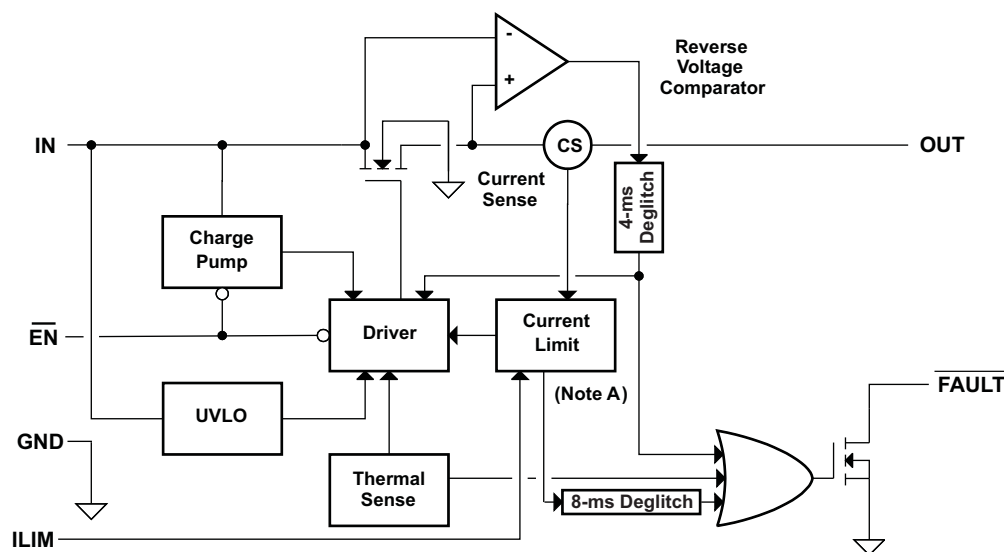 -
Reverse
Voltage
Comparator
+
IN
CS
OUT
Current
Sense
4-ms
Deglitch
Charge
Pump
EN
Driver
Current
Limit
(Note A)
FAULT
UVLO
GND
Thermal
Sense
8-ms Deglitch
ILIM